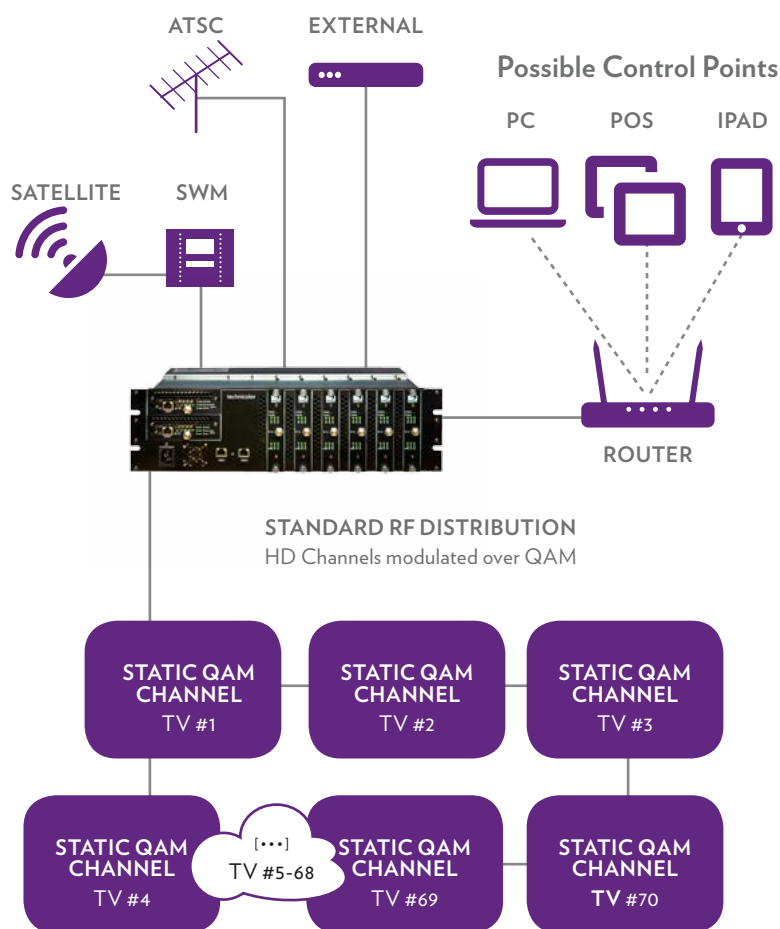 ATSC
EXTERNAL
Possible Control Points
PC
POS
IPAD
SATELLITE
SWM
technicolor
ROUTER
STANDARD RF DISTRIBUTION
HD Channels modulated over QAM
STATIC QAM
CHANNEL
TV #1
STATIC QAM
CHANNEL
TV #2
STATIC QAM
CHANNEL
TV #3
STATIC QAM
CHANNEL
TV #4
[•••]
TV #5-68
STATIC QAM
CHANNEL
TV #69
STATIC QAM
CHANNEL
TV #70